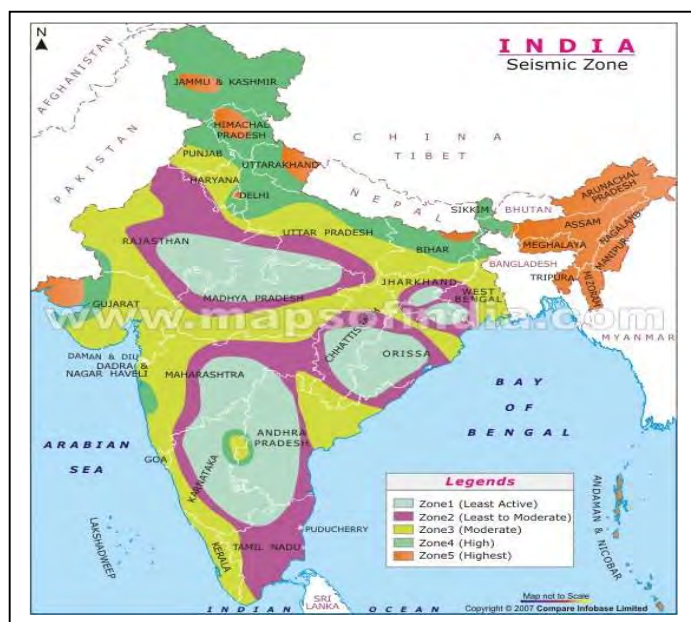 N
INDIA
Seismic Zone
AFGHANISTAN
JAMMU & KASHMIR
PAKISTAN
HIMACHAL
PRADESH
CHINA
TIBET
PUNJAB
UTTARAKHAND
HARYANA
DELHI
NEPAL
SIKKIM
BHUTAN
ARUNACHAL
PRADESH
ASSAM
NAGALAND
MEGHALAYA
MANIPUR
BANGLADESH
TRIPURA
MIZORAM
MYANMAR
RAJASTHAN
UTTAR PRADESH
BIHAR
JHARKHAND
WEST
BENGAL
GUJARAT
MADHYA PRADESH
www.mapsofindia.com
CHHATTISGARH
ORISSA
DAMAN & DIU
DADRA &
NAGAR HAVELI
MAHARASHTRA
BAY
OF
BENGAL
ARABIAN
SEA
GOA
KARNATAKA
ANDHRA
PRADESH
LAKSHADWEEP
KERALA
TAMIL NADU
PUDUCHERRY
ANDAMAN & NICOBAR
SRI
LANKA
INDIAN OCEAN
Legends
Zone1 (Least Active)
Zone2 (Least to Moderate)
Zone3 (Moderate)
Zone4 (High)
Zone5 (Highest)
Map not to Scale
Copyright © 2007 Compare Infobase Limited